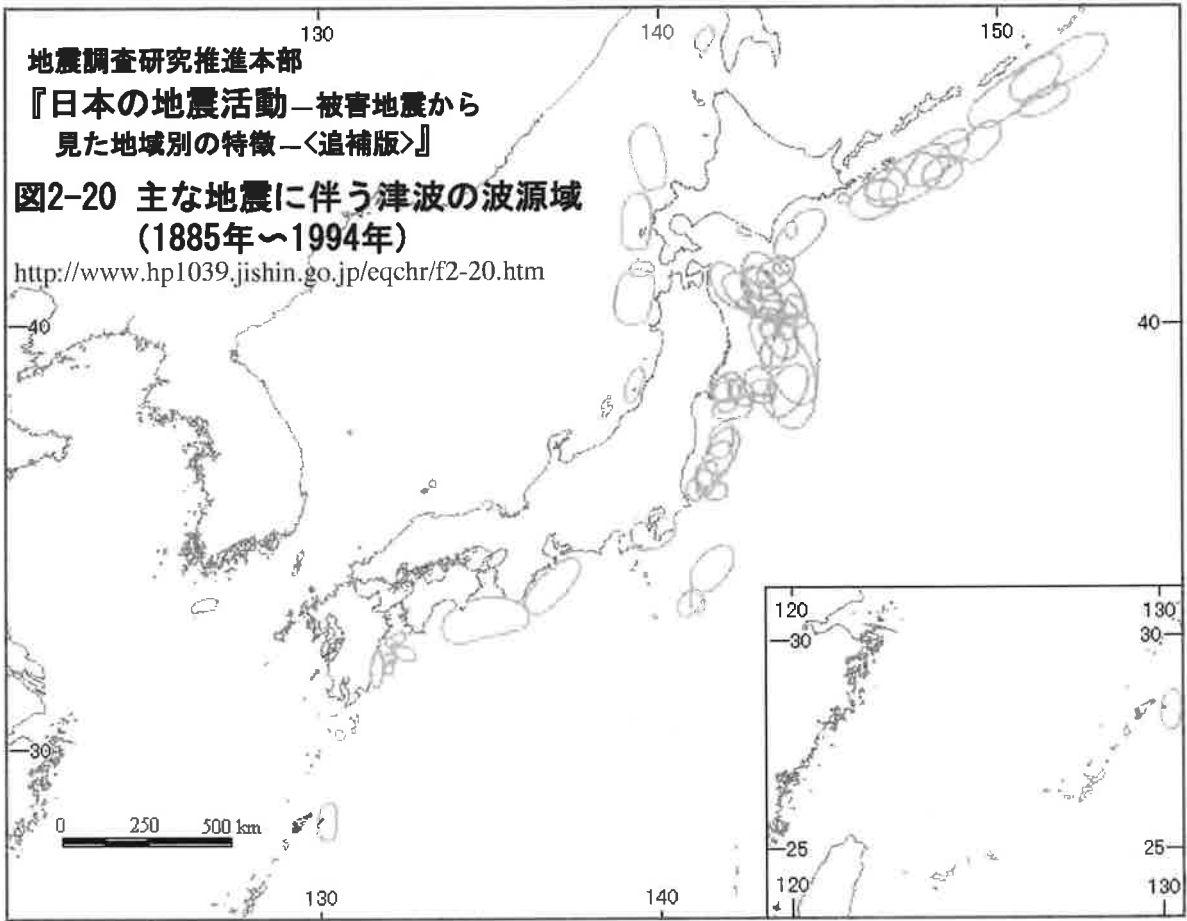 130
140
150
地震調査研究推進本部
『日本の地震活動－被害地震から
見た地域別の特徴－<追補版>』
図2-20 主な地震に伴う津波の波源域
(1885年～1994年)
http://www.hp1039.jishin.go.jp/eqchr/f2-20.htm
40
40
30
0 250 500 km
130
140
120
130
30
30
25
25
120
130